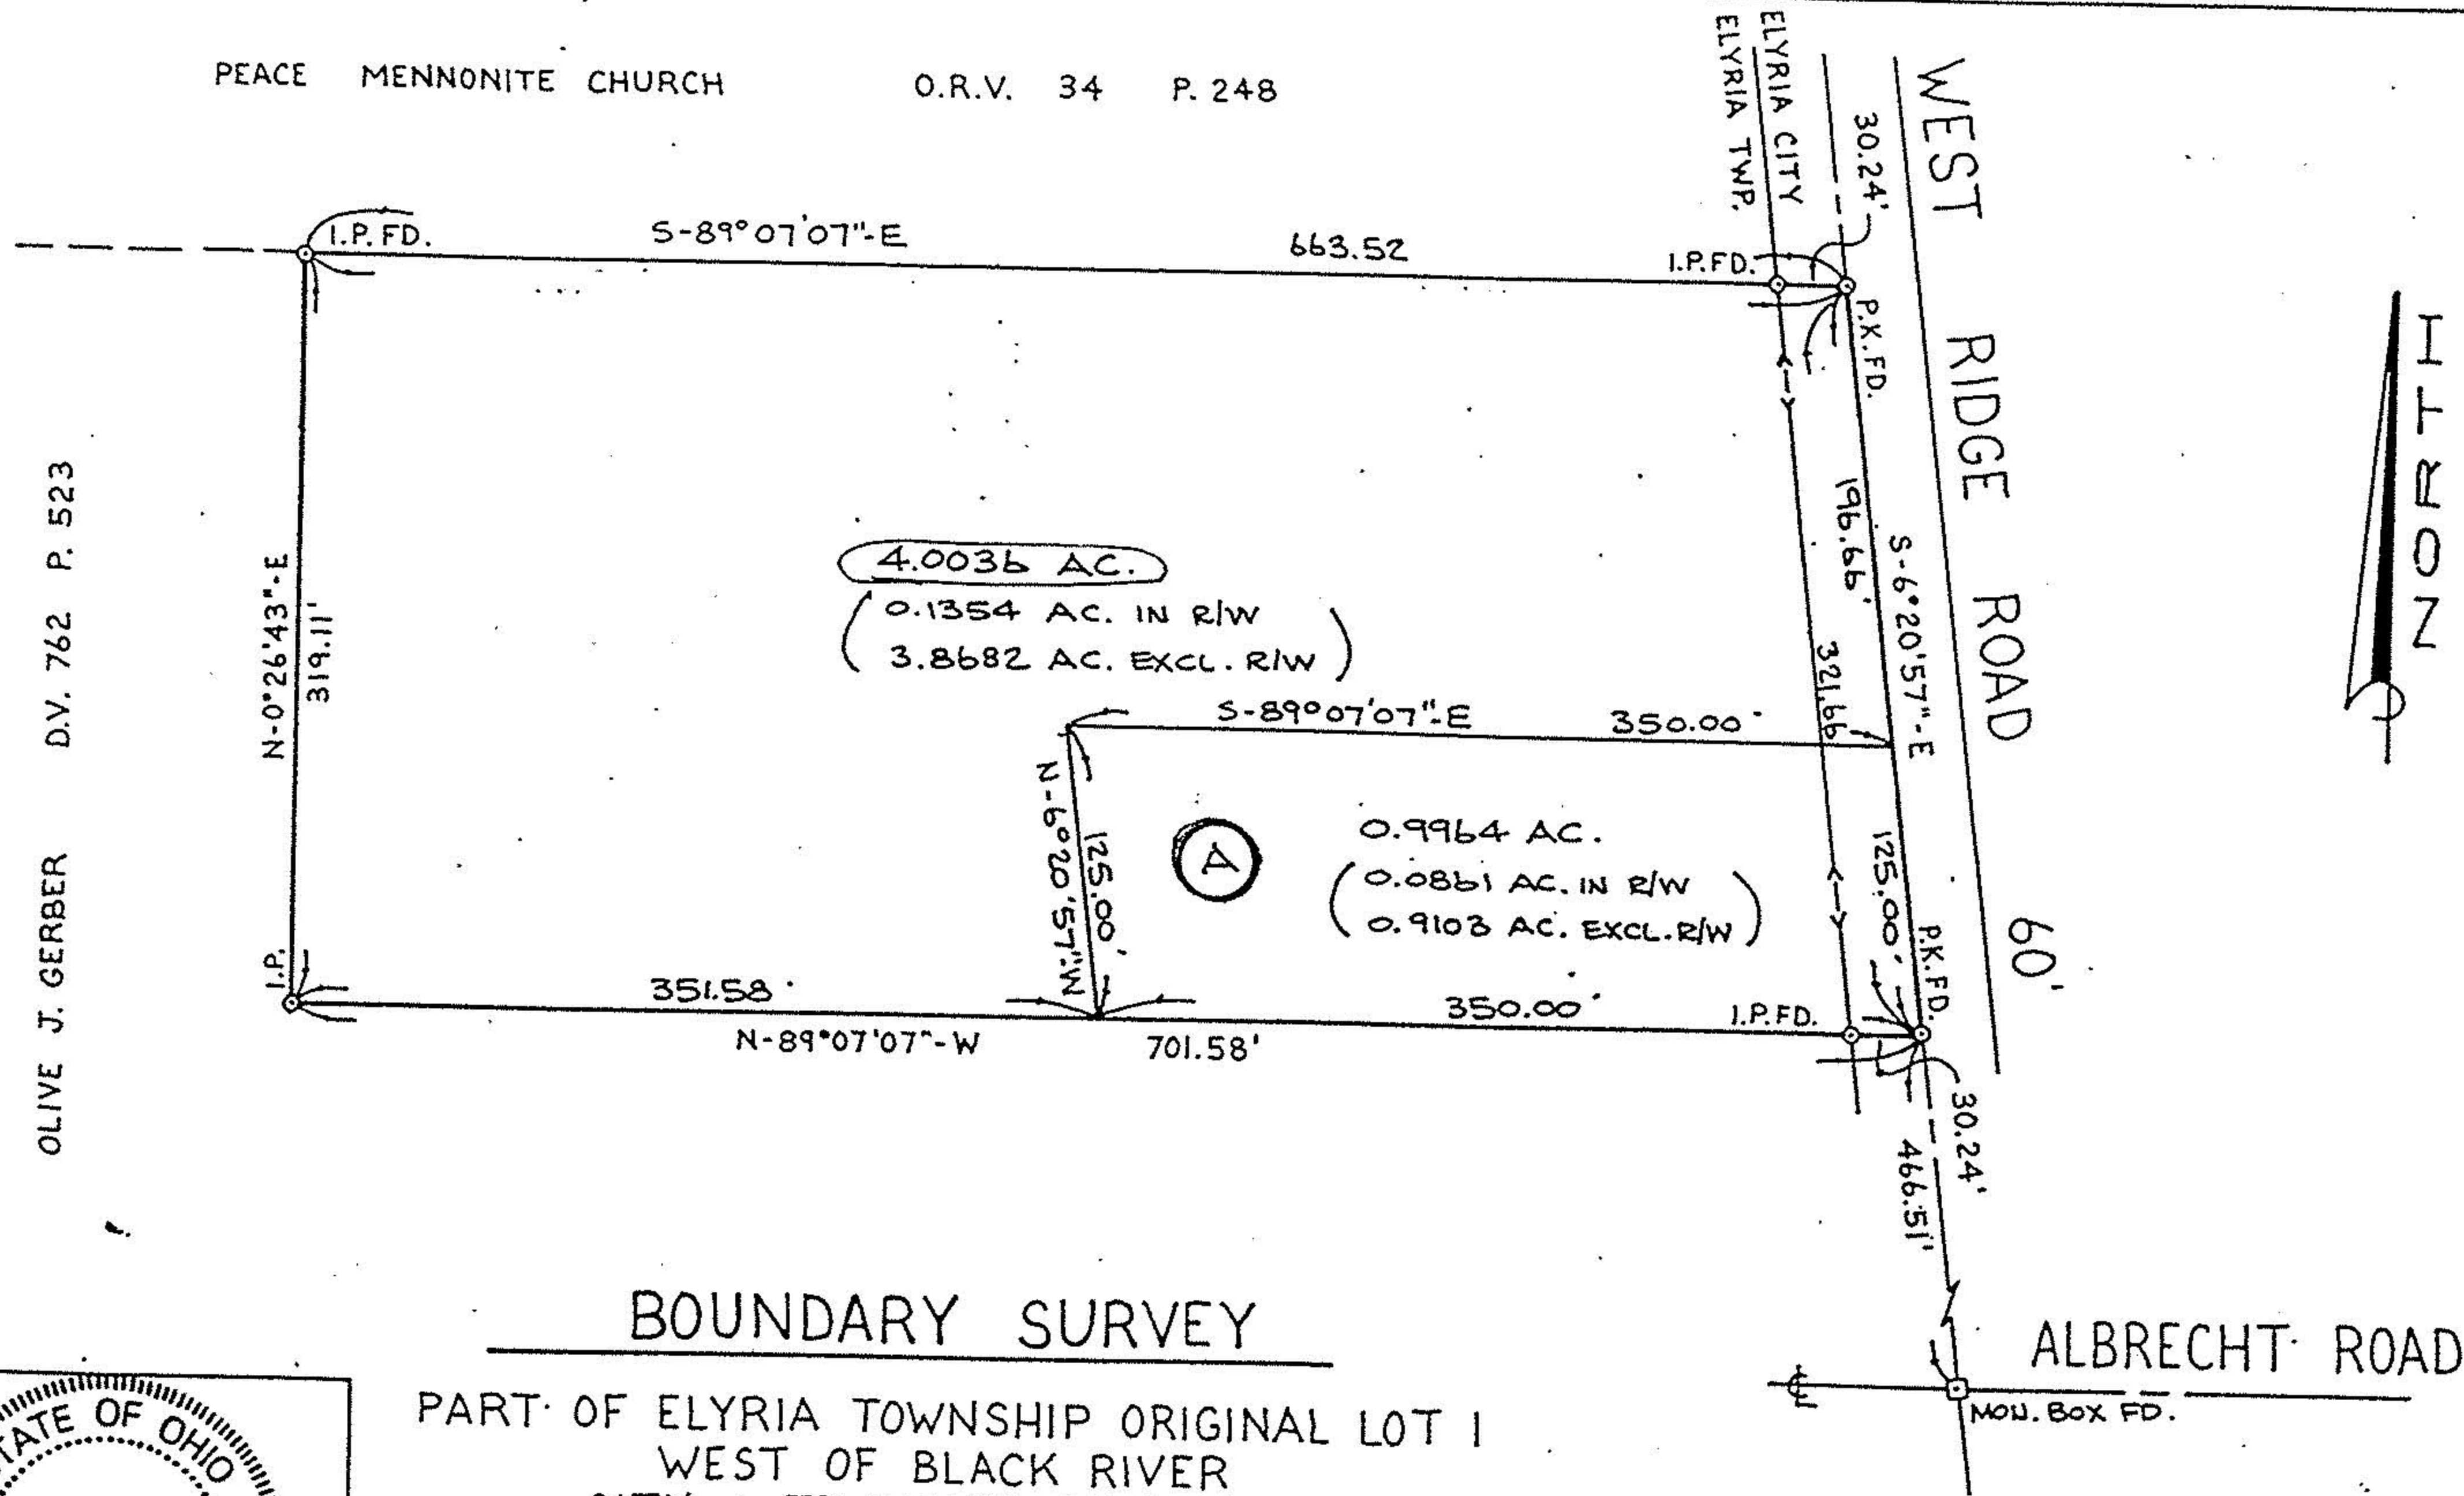 PEACE MENNONITE CHURCH O.R.V. 34 P. 248
ELYRIA CITY
ELYRIA TWP.
30.24'
WEST RIDGE ROAD 60'
I.P. FD.
S-89°07'07"-E 663.52
I.P.FD.
P.K.FD.
NORTH
196.66'
S-6°20'57"-E
321.66
OLIVE J. GERBER D.V. 762 P. 523
N-0°26'43"-E
319.11'
4.0036 AC.
0.1354 AC. IN R/W
3.8682 AC. EXCL. R/W
S-89°07'07"-E 350.00'
N-6°20'57"-W
125.00'
A
0.9964 AC.
0.0861 AC. IN R/W
0.9103 AC. EXCL. R/W
125.00'
P.K.FD.
I.P.
351.58'
350.00'
I.P.FD.
N-89°07'07"-W 701.58'
30.24'
466.51'
BOUNDARY SURVEY
ALBRECHT ROAD
MON. BOX FD.
PART OF ELYRIA TOWNSHIP ORIGINAL LOT 1
WEST OF BLACK RIVER
STATE OF OHIO